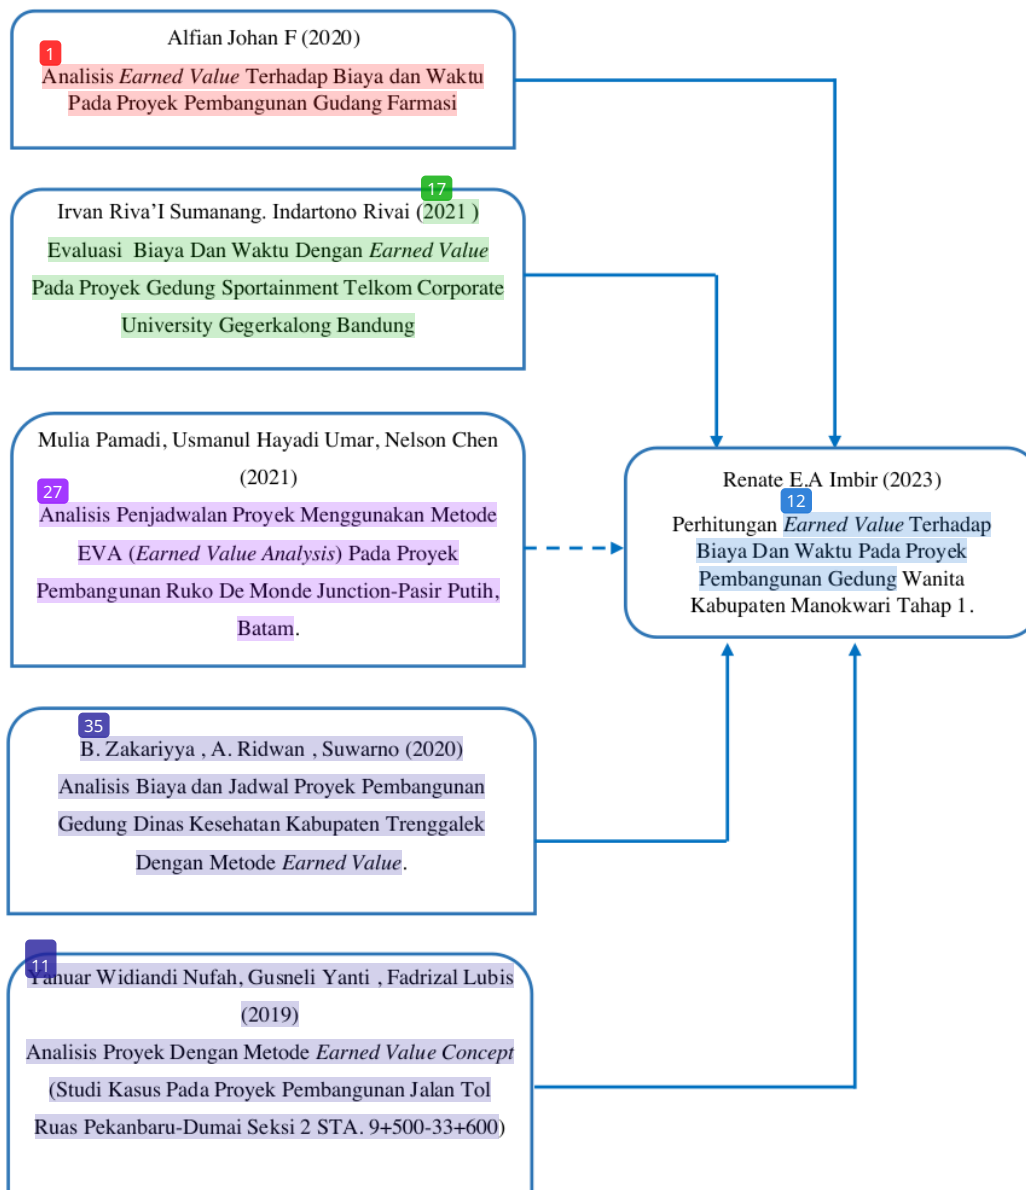 Alfian Johan F (2020)
1
Analisis Earned Value Terhadap Biaya dan Waktu
Pada Proyek Pembangunan Gudang Farmasi
17
Irvan Riva’I Sumanang. Indartono Rivai (2021 )
Evaluasi Biaya Dan Waktu Dengan Earned Value
Pada Proyek Gedung Sportainment Telkom Corporate
University Gegerkalong Bandung
Mulia Pamadi, Usmanul Hayadi Umar, Nelson Chen
(2021)
27
Analisis Penjadwalan Proyek Menggunakan Metode
EVA (Earned Value Analysis) Pada Proyek
Pembangunan Ruko De Monde Junction-Pasir Putih,
Batam.
Renate E.A Imbir (2023)
12
Perhitungan Earned Value Terhadap
Biaya Dan Waktu Pada Proyek
Pembangunan Gedung Wanita
Kabupaten Manokwari Tahap 1.
35
B. Zakariyya , A. Ridwan , Suwarno (2020)
Analisis Biaya dan Jadwal Proyek Pembangunan
Gedung Dinas Kesehatan Kabupaten Trenggalek
Dengan Metode Earned Value.
11
Yanuar Widiandi Nufah, Gusneli Yanti , Fadrizal Lubis
(2019)
Analisis Proyek Dengan Metode Earned Value Concept
(Studi Kasus Pada Proyek Pembangunan Jalan Tol
Ruas Pekanbaru-Dumai Seksi 2 STA. 9+500-33+600)